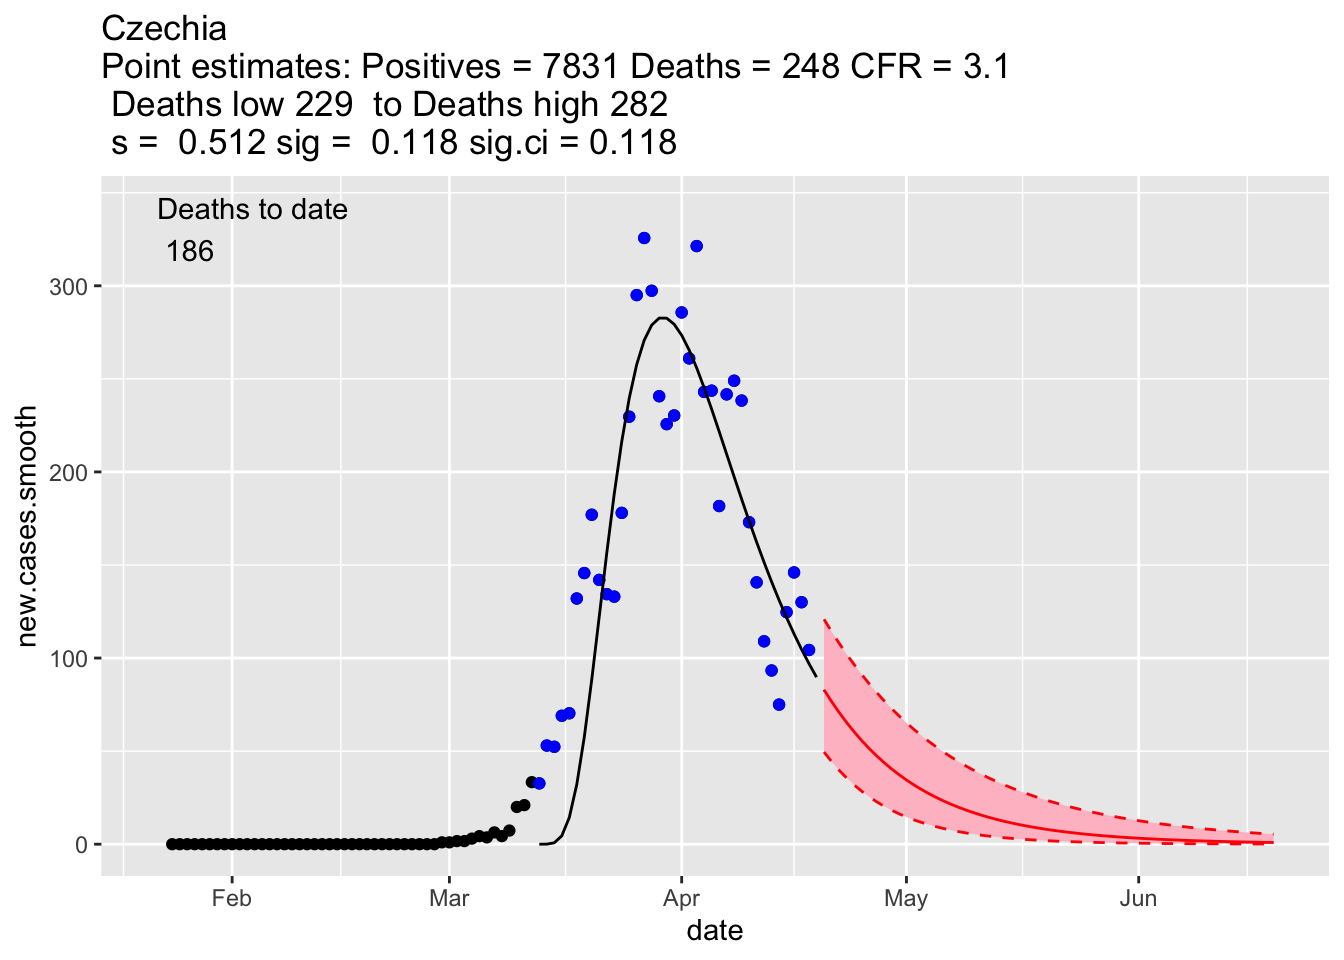 Czechia
Point estimates: Positives = 7831 Deaths = 248 CFR = 3.1
Deaths low 229  to Deaths high 282
s =  0.512 sig =  0.118 sig.ci = 0.118
Deaths to date
186
new.cases.smooth
300
200
100
0
Feb Mar Apr May Jun
date